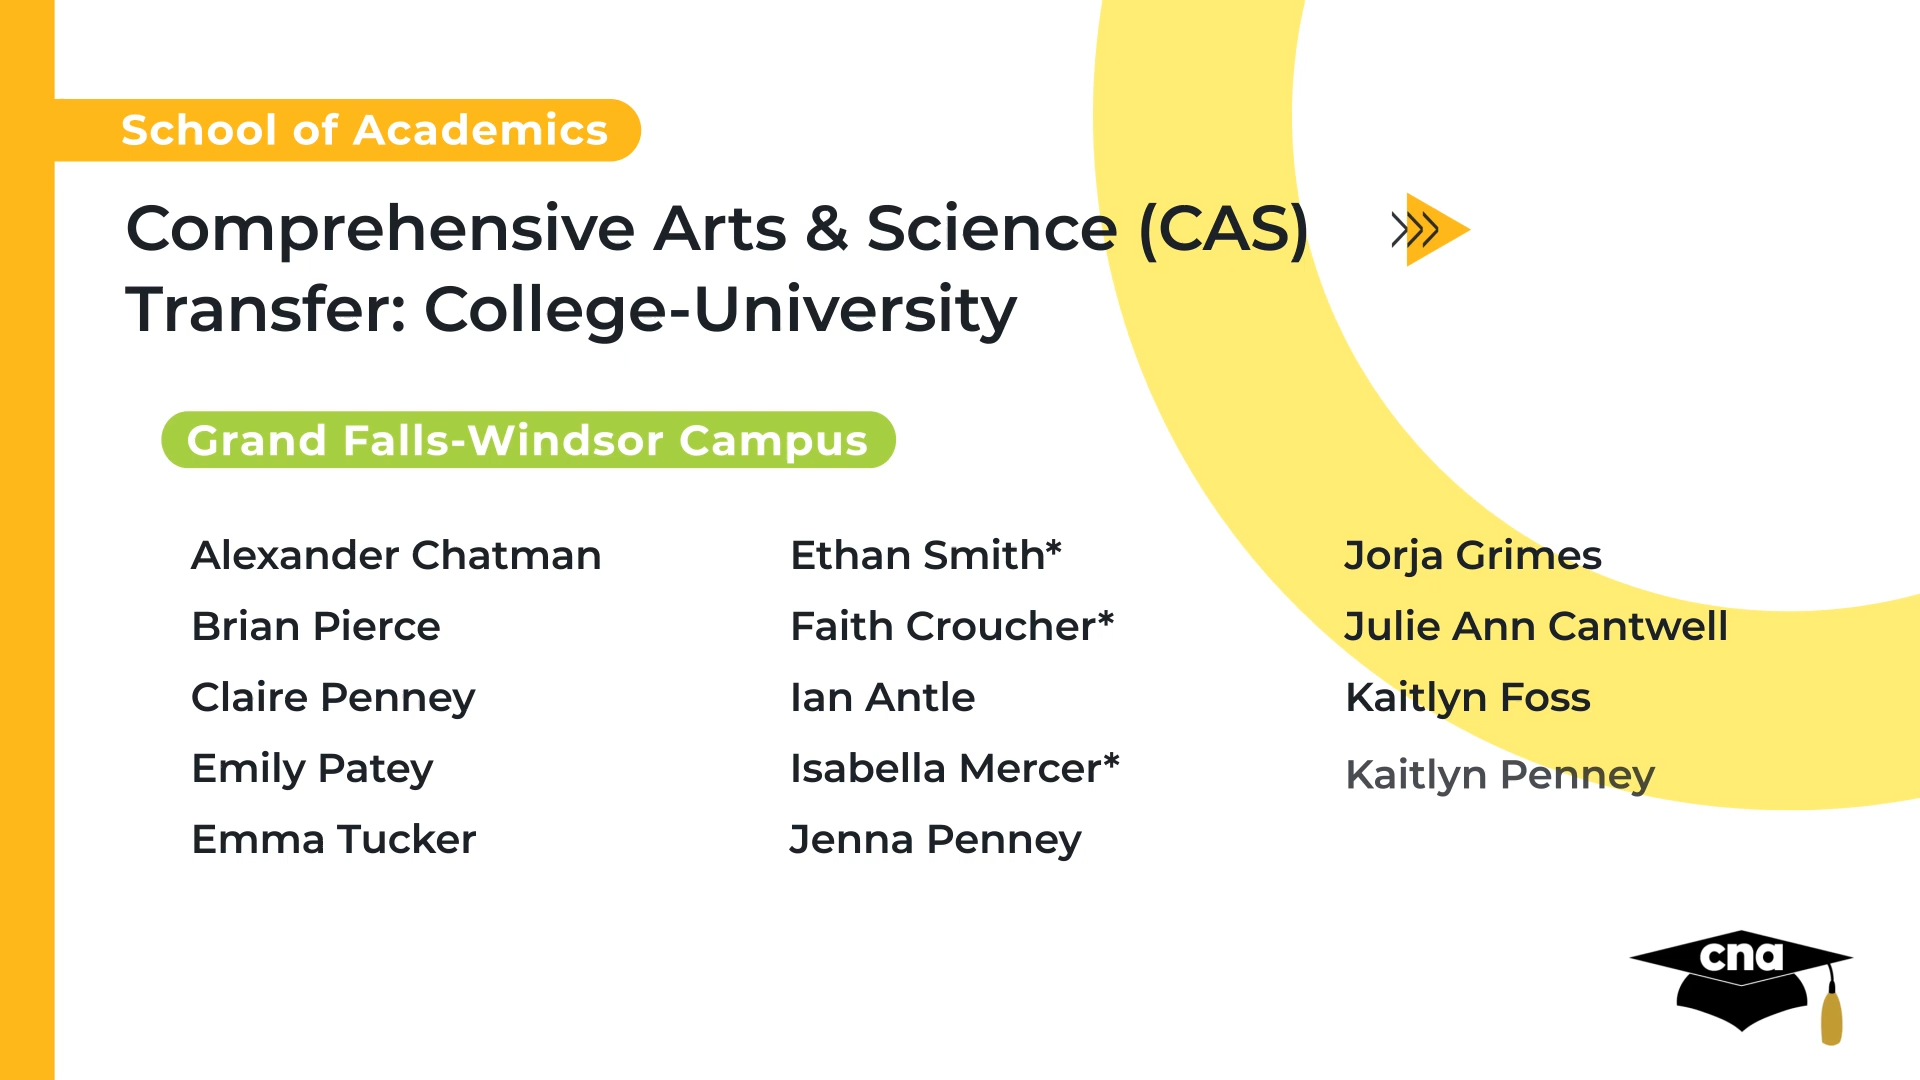 School of Academics
Comprehensive Arts & Science (CAS)
Transfer: College-University
Grand Falls-Windsor Campus
Alexander Chatman
Brian Pierce
Claire Penney
Emily Patey
Emma Tucker
Ethan Smith*
Faith Croucher*
Ian Antle
Isabella Mercer*
Jenna Penney
Jorja Grimes
Julie Ann Cantwell
Kaitlyn Foss
Kaitlyn Penney
cna